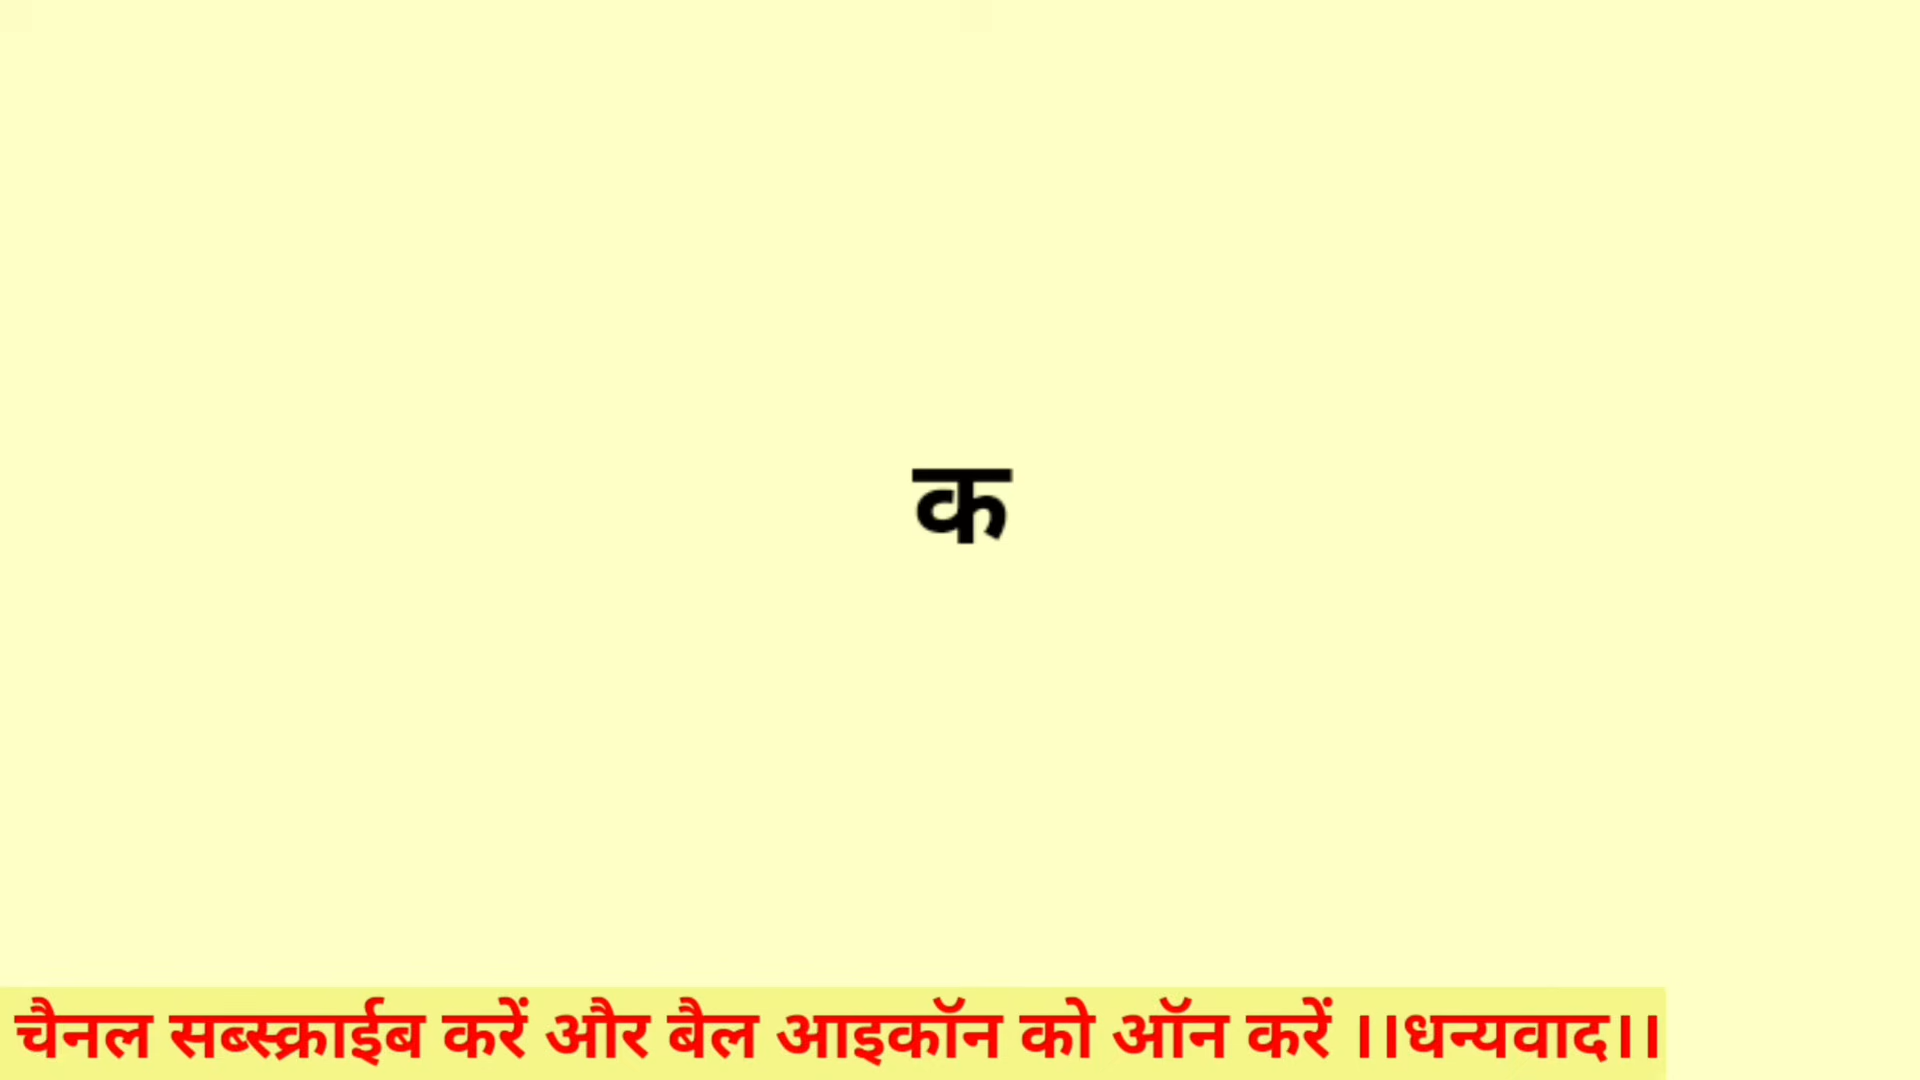 क
चैनल सब्स्क्राईब करें और बैल आइकॉन को ऑन करें ।।धन्यवाद।।